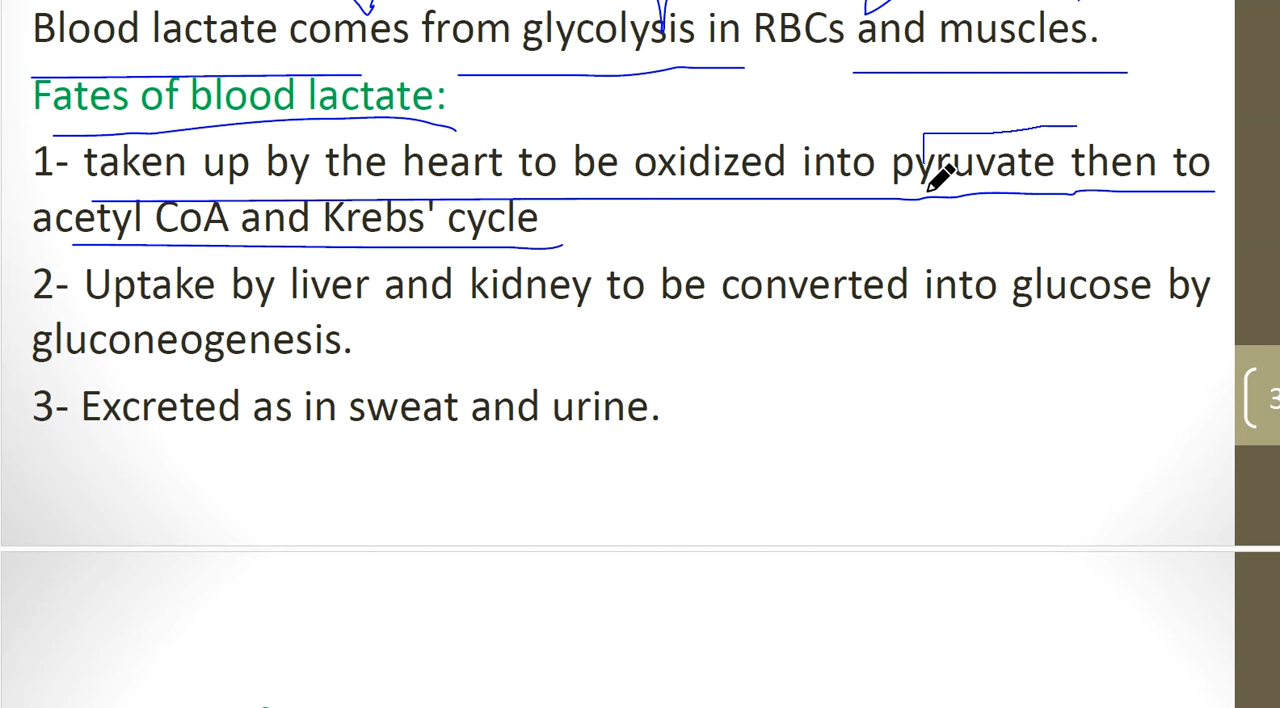 Blood lactate comes from glycolysis in RBCs and muscles.
Fates of blood lactate:
1- taken up by the heart to be oxidized into pyruvate then to
acetyl CoA and Krebs' cycle
2- Uptake by liver and kidney to be converted into glucose by
gluconeogenesis.
3- Excreted as in sweat and urine.
3